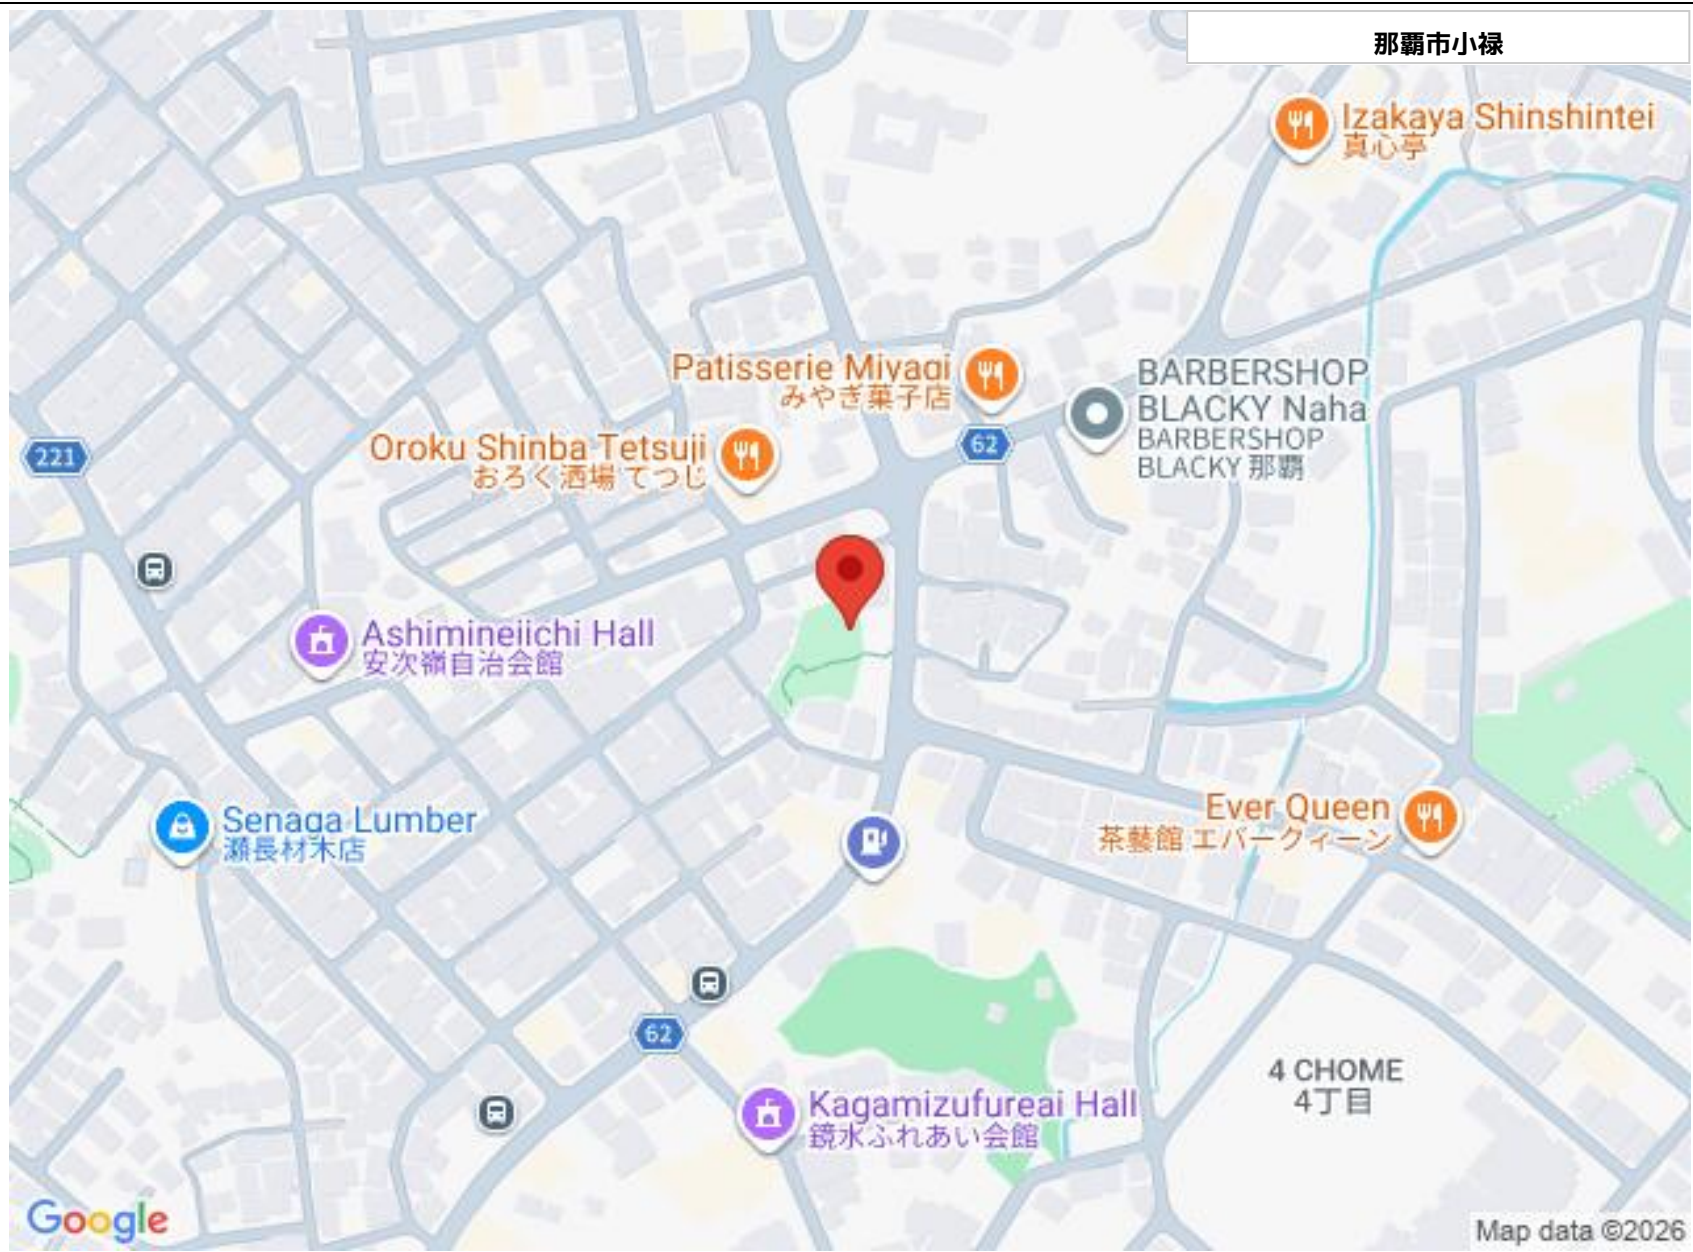 那覇市小禄
Izakaya Shinshintei
真心亭
Patisserie Miyagi
みやぎ菓子店
BARBERSHOP
BLACKY Naha
BARBERSHOP
BLACKY 那覇
62
Oroku Shinba Tetsuji
おろく酒場 てつじ
221
Ashimineiichi Hall
安次嶺自治会館
Senaga Lumber
瀬長材木店
Ever Queen
茶藝館 エバークィーン
62
4 CHOME
4丁目
Kagamizufureai Hall
鏡水ふれあい会館
Google
Map data ©2026